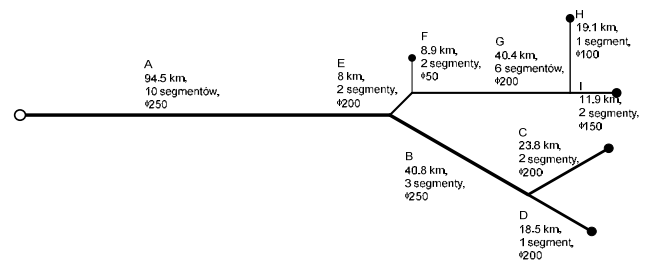 A
94.5 km,
10 segmentów,
φ250
E
8 km,
2 segmenty,
φ200
F
8.9 km,
2 segmenty,
φ50
G
40.4 km,
6 segmentów,
φ200
H
19.1 km,
1 segment,
φ100
I
11.9 km,
2 segmenty,
φ150
B
40.8 km,
3 segmenty,
φ250
C
23.8 km,
2 segmenty,
φ200
D
18.5 km,
1 segment,
φ200